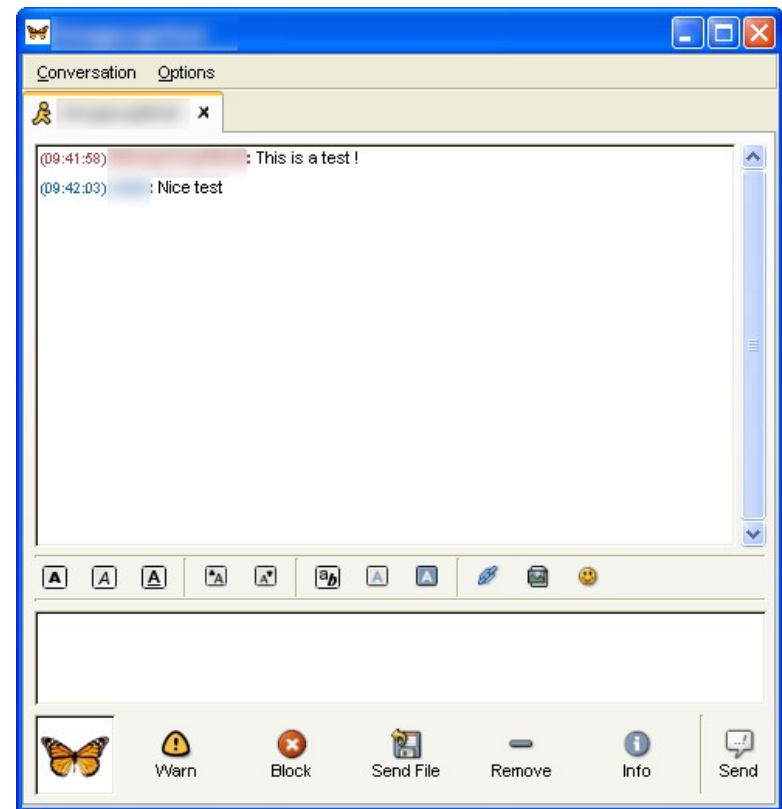 Conversation Options
(09:41:58) : This is a test !
(09:42:03) : Nice test
Warn Block Send File Remove Info Send